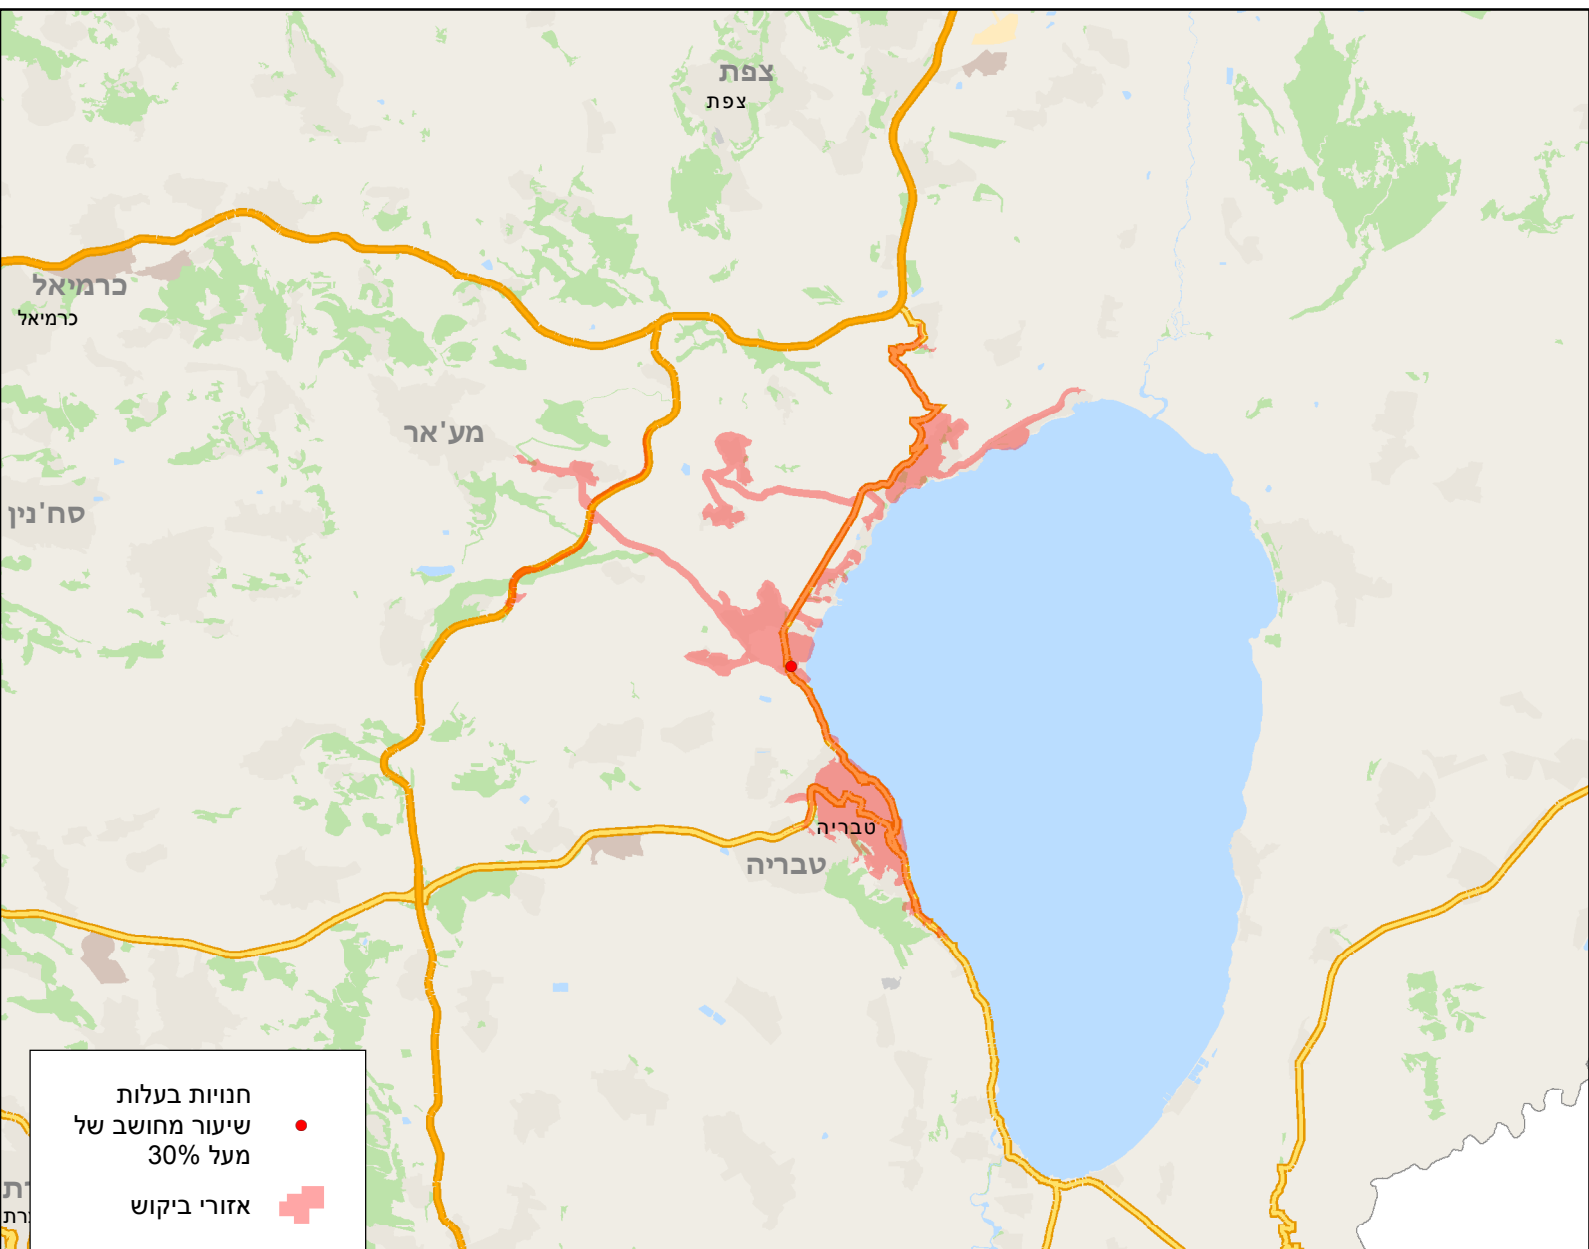 צפת
צפת
כרמיאל
כרמיאל
מע'אר
סח'נין
טבריה
טבריה
חנויות בעלות
שיעור מחושב של
מעל 30%
אזורי ביקוש